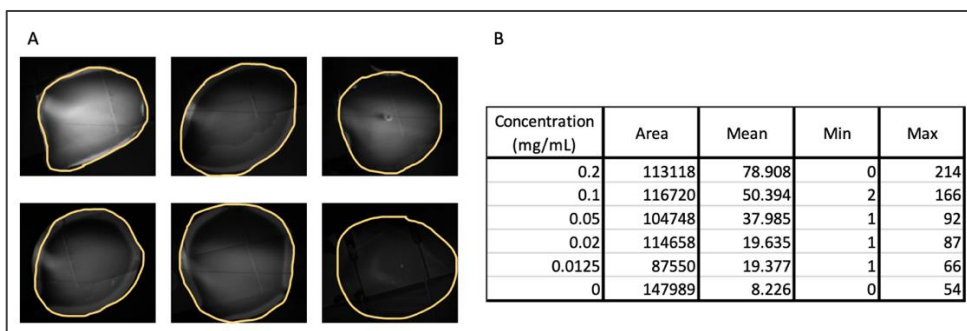 A
B
Concentration (mg/mL) Area Mean Min Max
0.2 113118 78.908 0 214
0.1 116720 50.394 2 166
0.05 104748 37.985 1 92
0.02 114658 19.635 1 87
0.0125 87550 19.377 1 66
0 147989 8.226 0 54